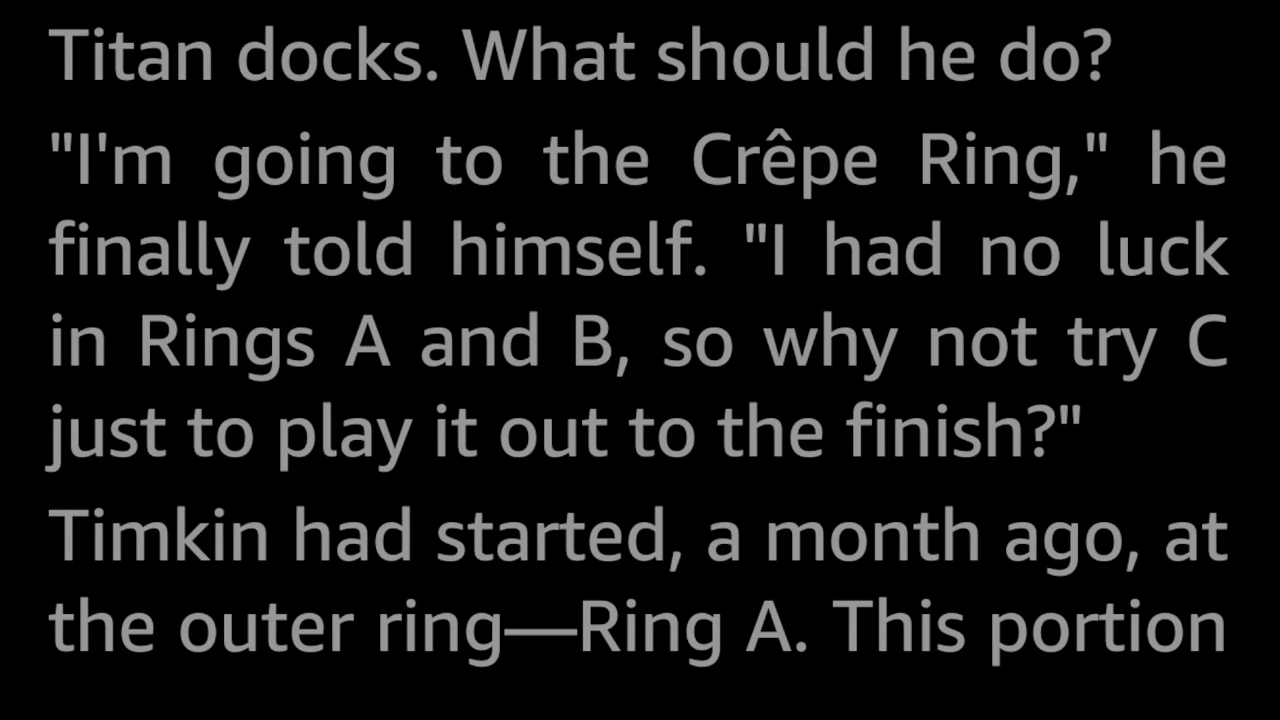 Titan docks. What should he do?
"I'm going to the Crêpe Ring," he
finally told himself. "I had no luck
in Rings A and B, so why not try C
just to play it out to the finish?"
Timkin had started, a month ago, at
the outer ring—Ring A. This portion